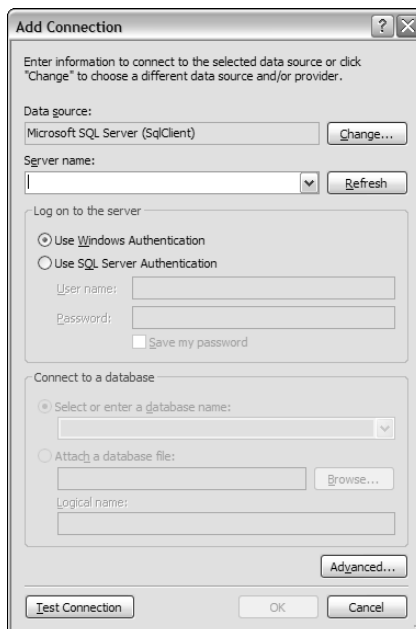 Add Connection
?
Enter information to connect to the selected data source or click
"Change" to choose a different data source and/or provider.
Data source:
Microsoft SQL Server (SqlClient)
Change...
Server name:
Refresh
Log on to the server
Use Windows Authentication
Use SQL Server Authentication
User name:
Password:
Save my password
Connect to a database
Select or enter a database name:
Attach a database file:
Browse...
Logical name:
Advanced...
Test Connection
OK
Cancel